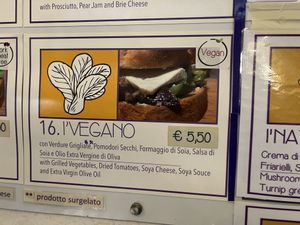 with Prosciutto, Pear Jam and Brie Cheese
Vegan
16. I'VEGANO
€ 5,50
con Verdure Grigliate, Pomodori Secchi, Formaggio di Soia, Salsa di
Soia e Olio Extra Vergine di Oliva
with Grilled Vegetables, Dried Tomatoes, Soy Cheese, Soy Souce
and Extra Virgin Olive Oil
** prodotto surgelato
I'NA
Crema di
Friarielli, S
Mushroom
Turnip gre